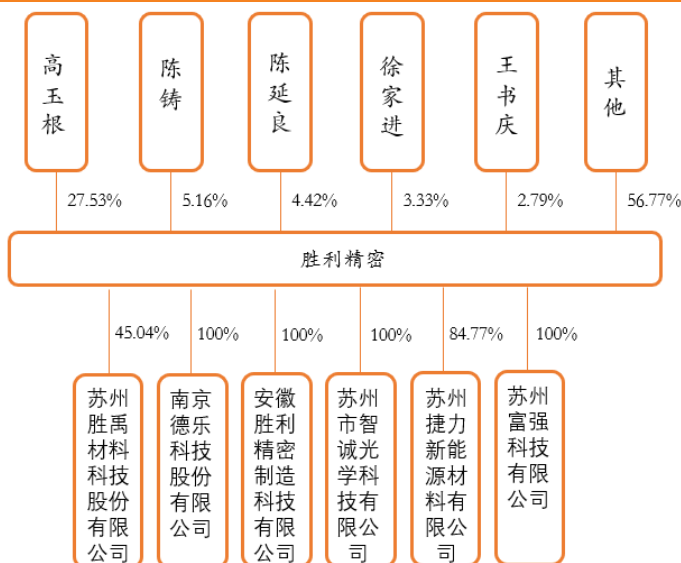 高玉根
陈铸
陈延良
徐家进
王书庆
其他
27.53%
5.16%
4.42%
3.33%
2.79%
56.77%
胜利精密
45.04%
100%
100%
100%
84.77%
100%
苏州
胜禹
材料
科技
股份
有限
公司
南京
德乐
科技
股份
有限
公司
安徽
胜利
精密
制造
科技
有限
公司
苏州
市智
诚光
学科
技有
限公
司
苏州
捷力
新能
源材
料有
限公
司
苏州
富强
科技
有限
公司